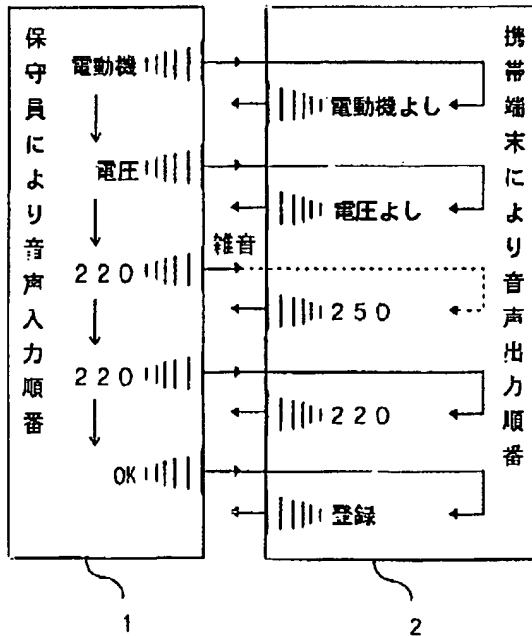 保守員により音声入力順番
電動機
電圧
220
220
OK
雑音
電動機よし
電圧よし
250
220
登録
携帯端末により音声出力順番
1
2